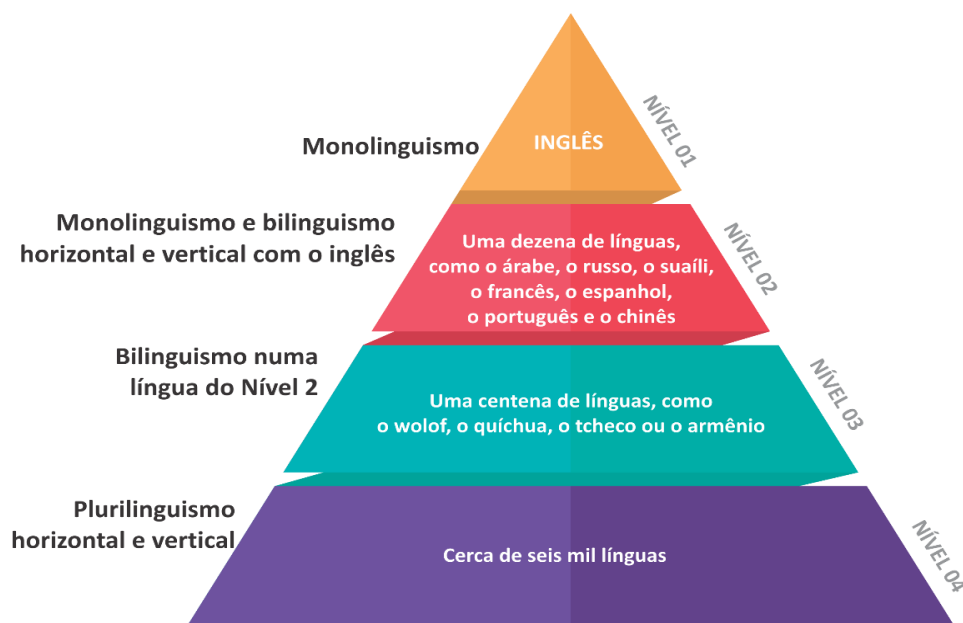 Monolinguismo
INGLÊS
NÍVEL 01
Monolinguismo e bilinguismo
horizontal e vertical com o inglês
Uma dezena de línguas,
como o árabe, o russo, o suaíli,
o francês, o espanhol,
o português e o chinês
NÍVEL 02
Bilinguismo numa
língua do Nível 2
Uma centena de línguas, como
o wolof, o quíchua, o tcheco ou o armênio
NÍVEL 03
Plurilinguismo
horizontal e vertical
Cerca de seis mil línguas
NÍVEL 04